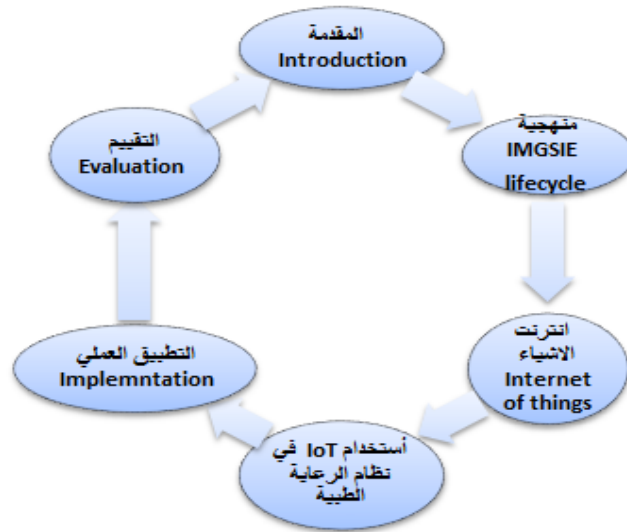 المقدمة
Introduction
منهجية
IMGSIE
lifecycle
انترنت
الاشياء
Internet
of things
أستخدام IoT في
نظام الرعاية
الطبية
التطبيق العملي
Implemntation
التقييم
Evaluation